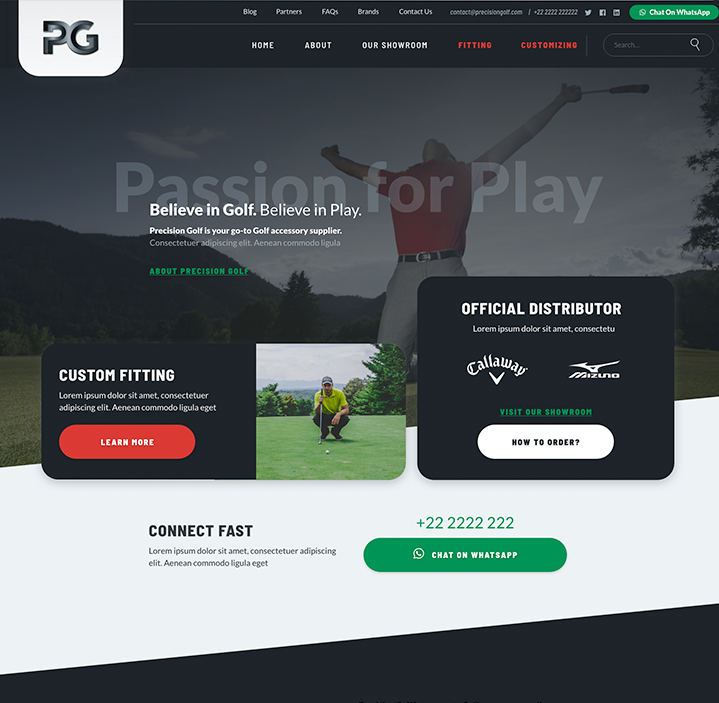 PG
Blog Partners FAQs Brands Contact Us contact@precisiongolf.com | +22 2222 222222 Chat On WhatsApp
HOME ABOUT OUR SHOWROOM FITTING CUSTOMIZING Search...
Passion for Play
Believe in Golf. Believe in Play.
Precision Golf is your go-to Golf accessory supplier.
Consectetuer adipiscing elit. Aenean commodo ligula
ABOUT PRECISION GOLF
OFFICIAL DISTRIBUTOR
Lorem ipsum dolor sit amet, consectetu
Callaway MIZUNO
VISIT OUR SHOWROOM
HOW TO ORDER?
CUSTOM FITTING
Lorem ipsum dolor sit amet, consectetuer
adipiscing elit. Aenean commodo ligula eget
LEARN MORE
CONNECT FAST
Lorem ipsum dolor sit amet, consectetuer adipiscing
elit. Aenean commodo ligula eget
+22 2222 222
CHAT ON WHATSAPP